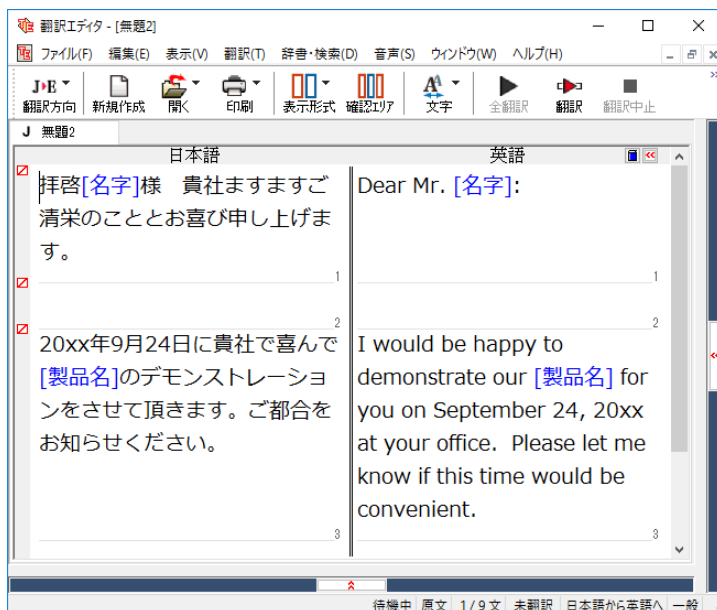 翻訳エディタ - [無題2]
ファイル(F) 編集(E) 表示(V) 翻訳(T) 辞書・検索(D) 音声(S) ウィンドウ(W) ヘルプ(H)
J▶E
翻訳方向 新規作成 開く 印刷 表示形式 確認エリア 文字 全翻訳 翻訳 翻訳中止
J 無題2
日本語 英語
拝啓[名字]様　貴社ますますご
清栄のこととお喜び申し上げま
す。
1
Dear Mr. [名字]:
1
2
2
20xx年9月24日に貴社で喜んで
[製品名]のデモンストレーショ
ンをさせて頂きます。ご都合を
お知らせください。
3
I would be happy to
demonstrate our [製品名] for
you on September 24, 20xx
at your office.  Please let me
know if this time would be
convenient.
3
待機中 原文 1/9文 未翻訳 日本語から英語へ 一般